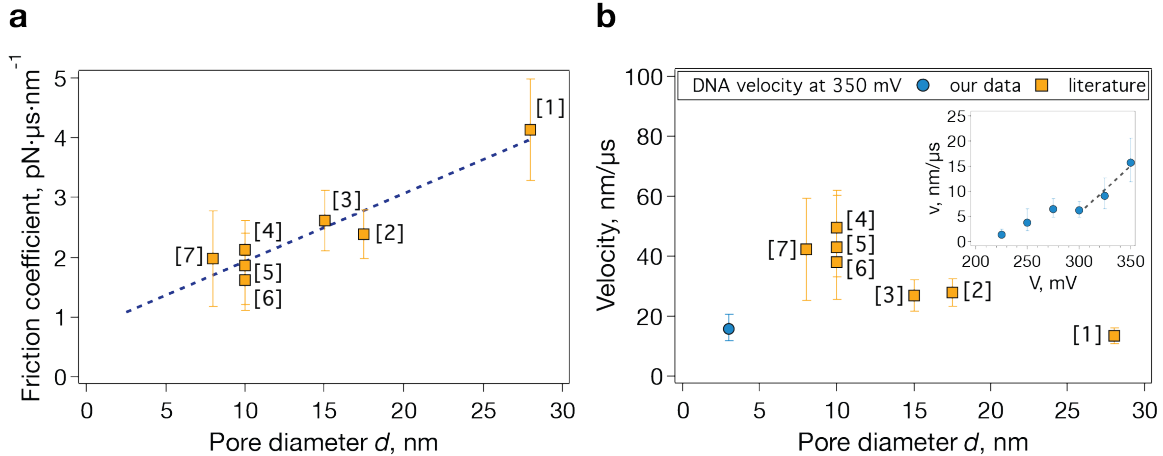 a
Friction coefficient, pN·µs·nm-1
5
4
3
2
1
0
[1]
[3]
[2]
[4]
[7]
[5]
[6]
0 5 10 15 20 25 30
Pore diameter d, nm
b
Velocity, nm/µs
100
80
60
40
20
0
DNA velocity at 350 mV our data literature
[4]
[7]
[5]
[6]
[3]
[2]
[1]
0 5 10 15 20 25 30
Pore diameter d, nm
v, nm/µs
25
20
15
10
5
0
200 250 300 350
V, mV